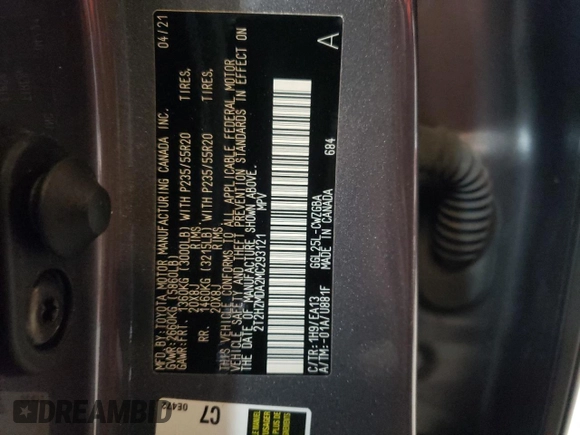 MFD.BY:TOYOTA MOTOR MANUFACTURING CANADA INC. 04/21
GVWR:2660KG(5860LB)
GAWR:FRT. 1360KG(3000LB) WITH P235/55R20 TIRES,
20X8J RIMS
RR. 1460KG(3215LB) WITH P235/55R20 TIRES,
20X8J RIMS
THIS VEHICLE CONFORMS TO ALL APPLICABLE FEDERAL MOTOR
VEHICLE SAFETY AND THEFT PREVENTION STANDARDS IN EFFECT ON
THE DATE OF MANUFACTURE SHOWN ABOVE.
2T2HZMDA2MC293121 MPV A
684
C/TR:1H9/EA13 GGL25L-CWZGBA
A/TM:-01A/U881F MADE IN CANADA
C7
0E472
DREAMBID